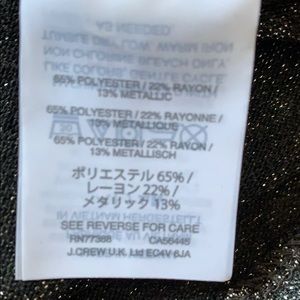 65% POLYESTER / 22% RAYON /
13% METALLIC
65% POLYESTER / 22% RAYONNE /
13% METALLIQUE
65% POLYESTER / 22% RAYON /
13% METALLISCH
ポリエステル 65% /
レーヨン 22% /
メタリック 13%
SEE REVERSE FOR CARE
RN77388 CA56445
J.CREW U.K. Ltd EC4V 6JA